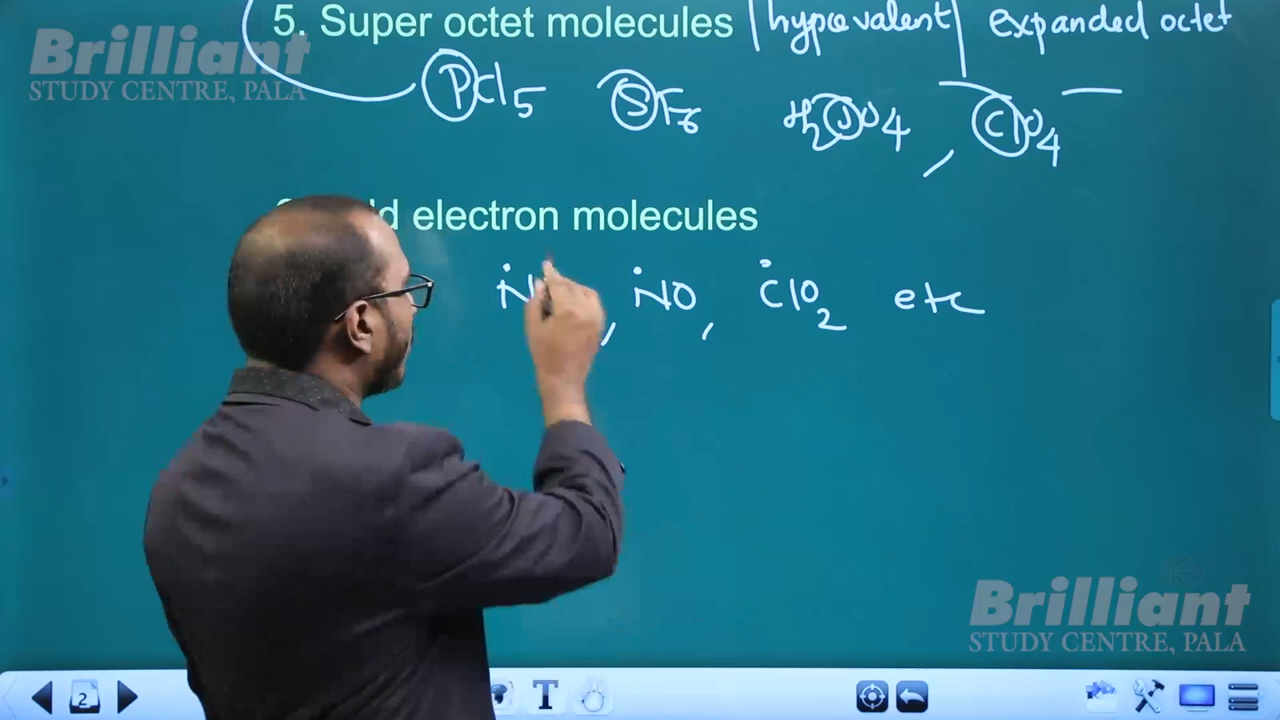 5. Super octet molecules | hypervalent | expanded octet
Brilliant
STUDY CENTRE, PALA
PCl5 SF6 H2SO4, ClO4
electron molecules
NO, ClO2 etc
Brilliant
STUDY CENTRE, PALA
2
T